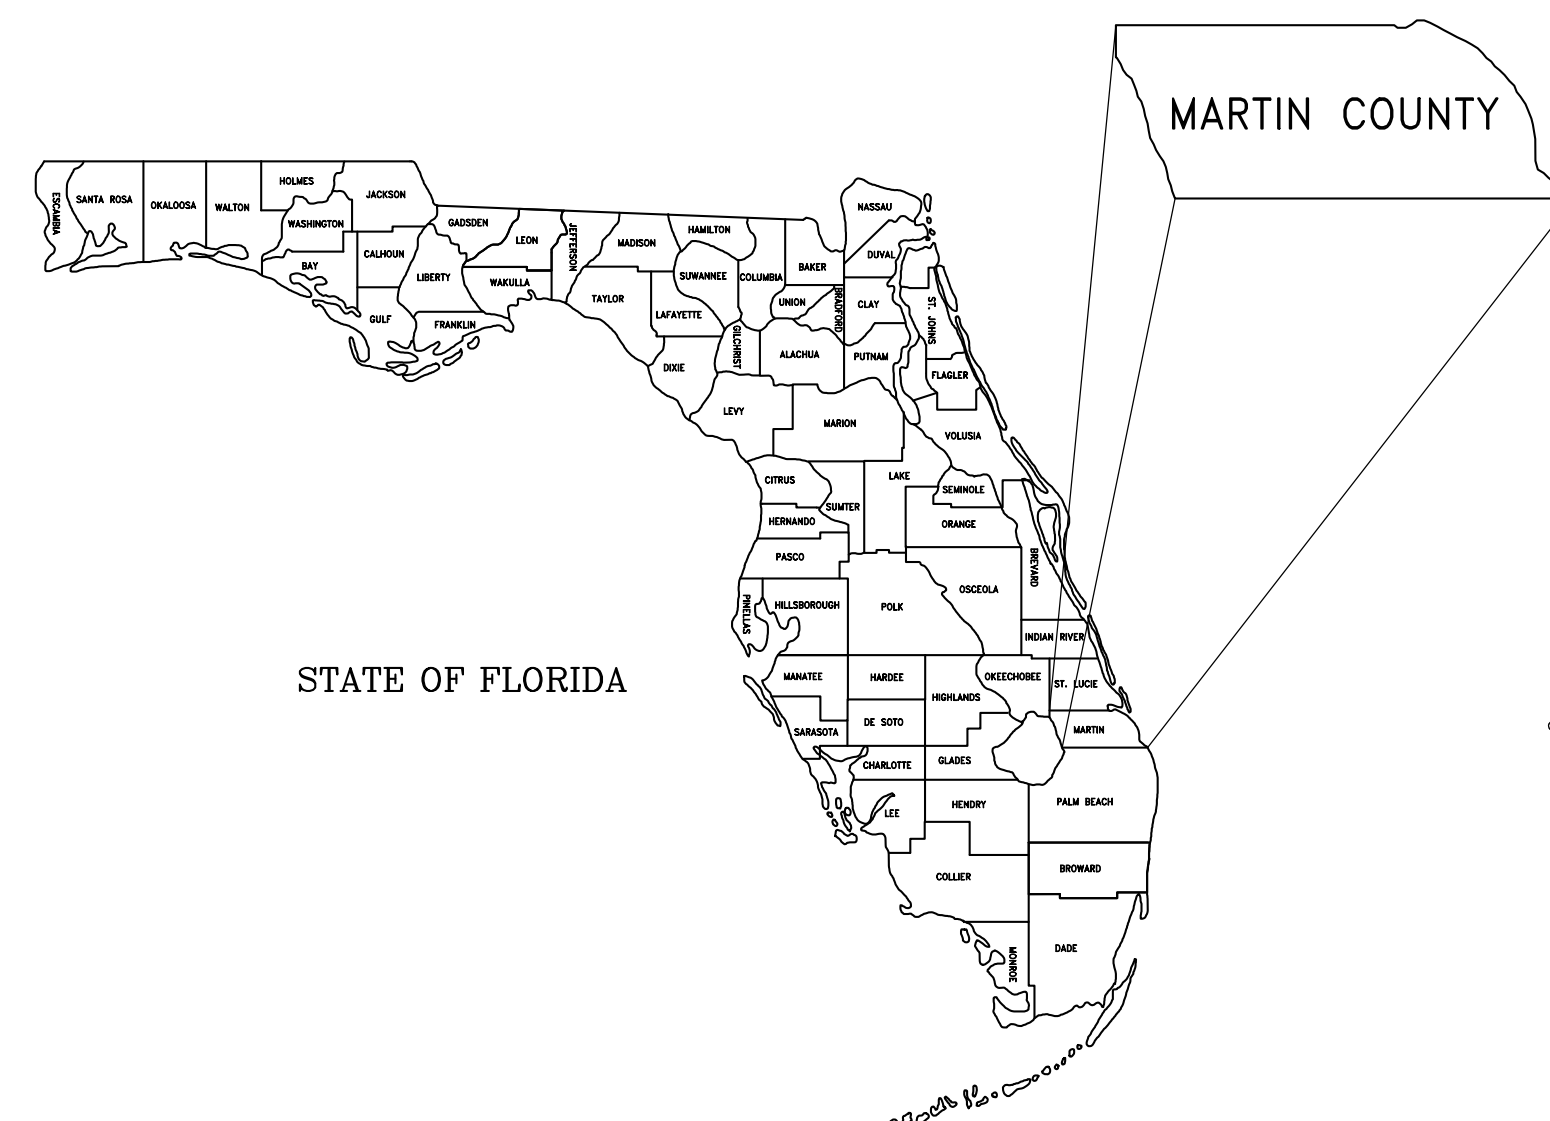 MARTIN COUNTY
HOLMES
JACKSON
SANTA ROSA
ESCAMBIA
OKALOOSA
WALTON
WASHINGTON
NASSAU
GADSDEN
LEON
JEFFERSON
MADISON
HAMILTON
CALHOUN
BAY
LIBERTY
WAKULLA
SUWANNEE
COLUMBIA
BAKER
DUVAL
TAYLOR
LAFAYETTE
UNION
BRADFORD
CLAY
ST. JOHNS
GULF
FRANKLIN
GILCHRIST
ALACHUA
PUTNAM
DIXIE
FLAGLER
LEVY
MARION
VOLUSIA
CITRUS
LAKE
SEMINOLE
SUMTER
HERNANDO
ORANGE
PASCO
BREVARD
OSCEOLA
PINELLAS
HILLSBOROUGH
POLK
INDIAN RIVER
STATE OF FLORIDA
MANATEE
HARDEE
OKEECHOBEE
ST. LUCIE
HIGHLANDS
SARASOTA
DE SOTO
MARTIN
CHARLOTTE
GLADES
LEE
HENDRY
PALM BEACH
COLLIER
BROWARD
MONROE
DADE